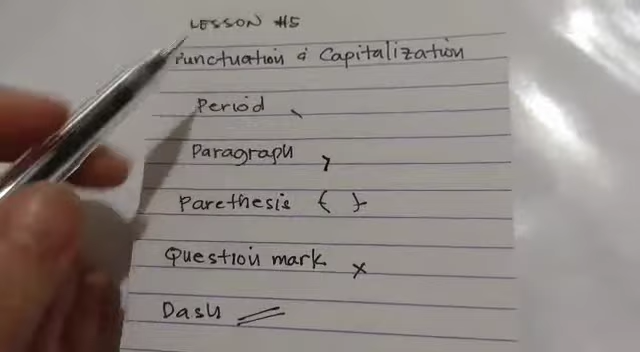 LESSON #5
Punctuation & Capitalization
Period \
Paragraph >
Parethesis { }
Question mark x
Dash //